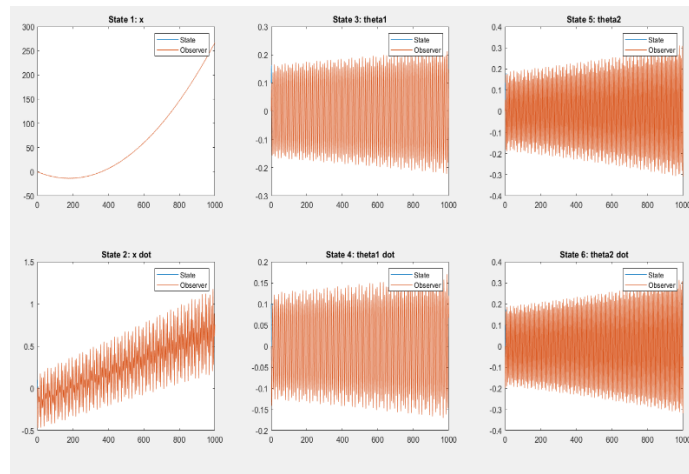 State 1: x
300
250
200
150
100
50
0
-50
0 200 400 600 800 1000
State
Observer
State 3: theta1
0.3
0.2
0.1
0
-0.1
-0.2
-0.3
0 200 400 600 800 1000
State
Observer
State 5: theta2
0.4
0.3
0.2
0.1
0
-0.1
-0.2
-0.3
-0.4
0 200 400 600 800 1000
State
Observer
State 2: x dot
1.5
1
0.5
0
-0.5
0 200 400 600 800 1000
State
Observer
State 4: theta1 dot
0.2
0.15
0.1
0.05
0
-0.05
-0.1
-0.15
-0.2
0 200 400 600 800 1000
State
Observer
State 6: theta2 dot
0.4
0.3
0.2
0.1
0
-0.1
-0.2
-0.3
-0.4
0 200 400 600 800 1000
State
Observer